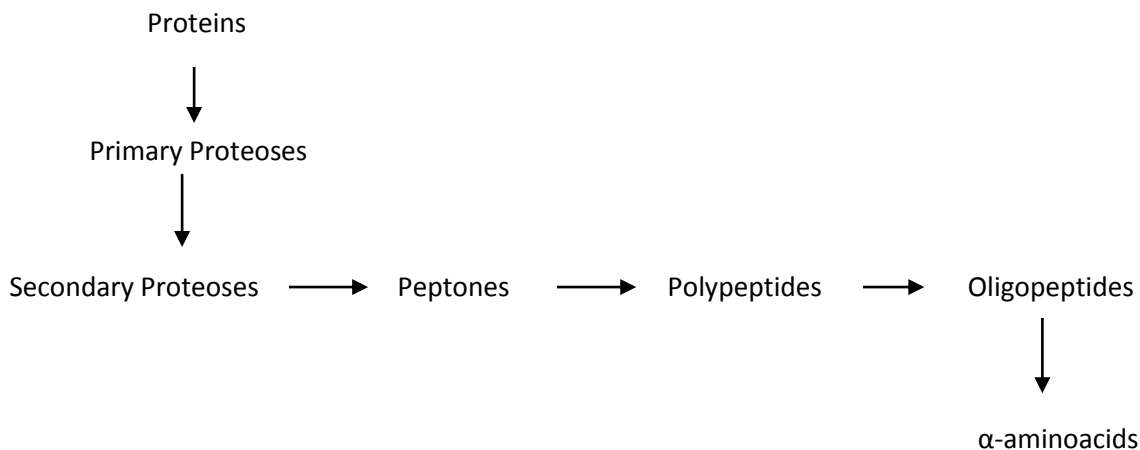 Proteins
Primary Proteoses
Secondary Proteoses
Peptones
Polypeptides
Oligopeptides
α-aminoacids